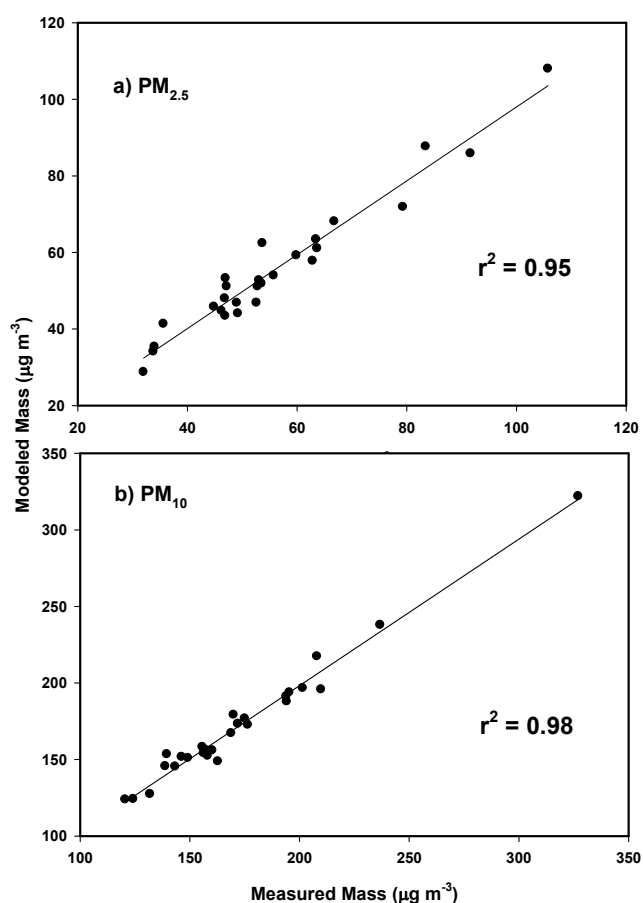 120
a) PM2.5
100
80
60
r2 = 0.95
40
20
20 40 60 80 100 120
Modeled Mass (μg m-3)
350
b) PM10
300
250
200
r2 = 0.98
150
100
100 150 200 250 300 350
Measured Mass (μg m-3)